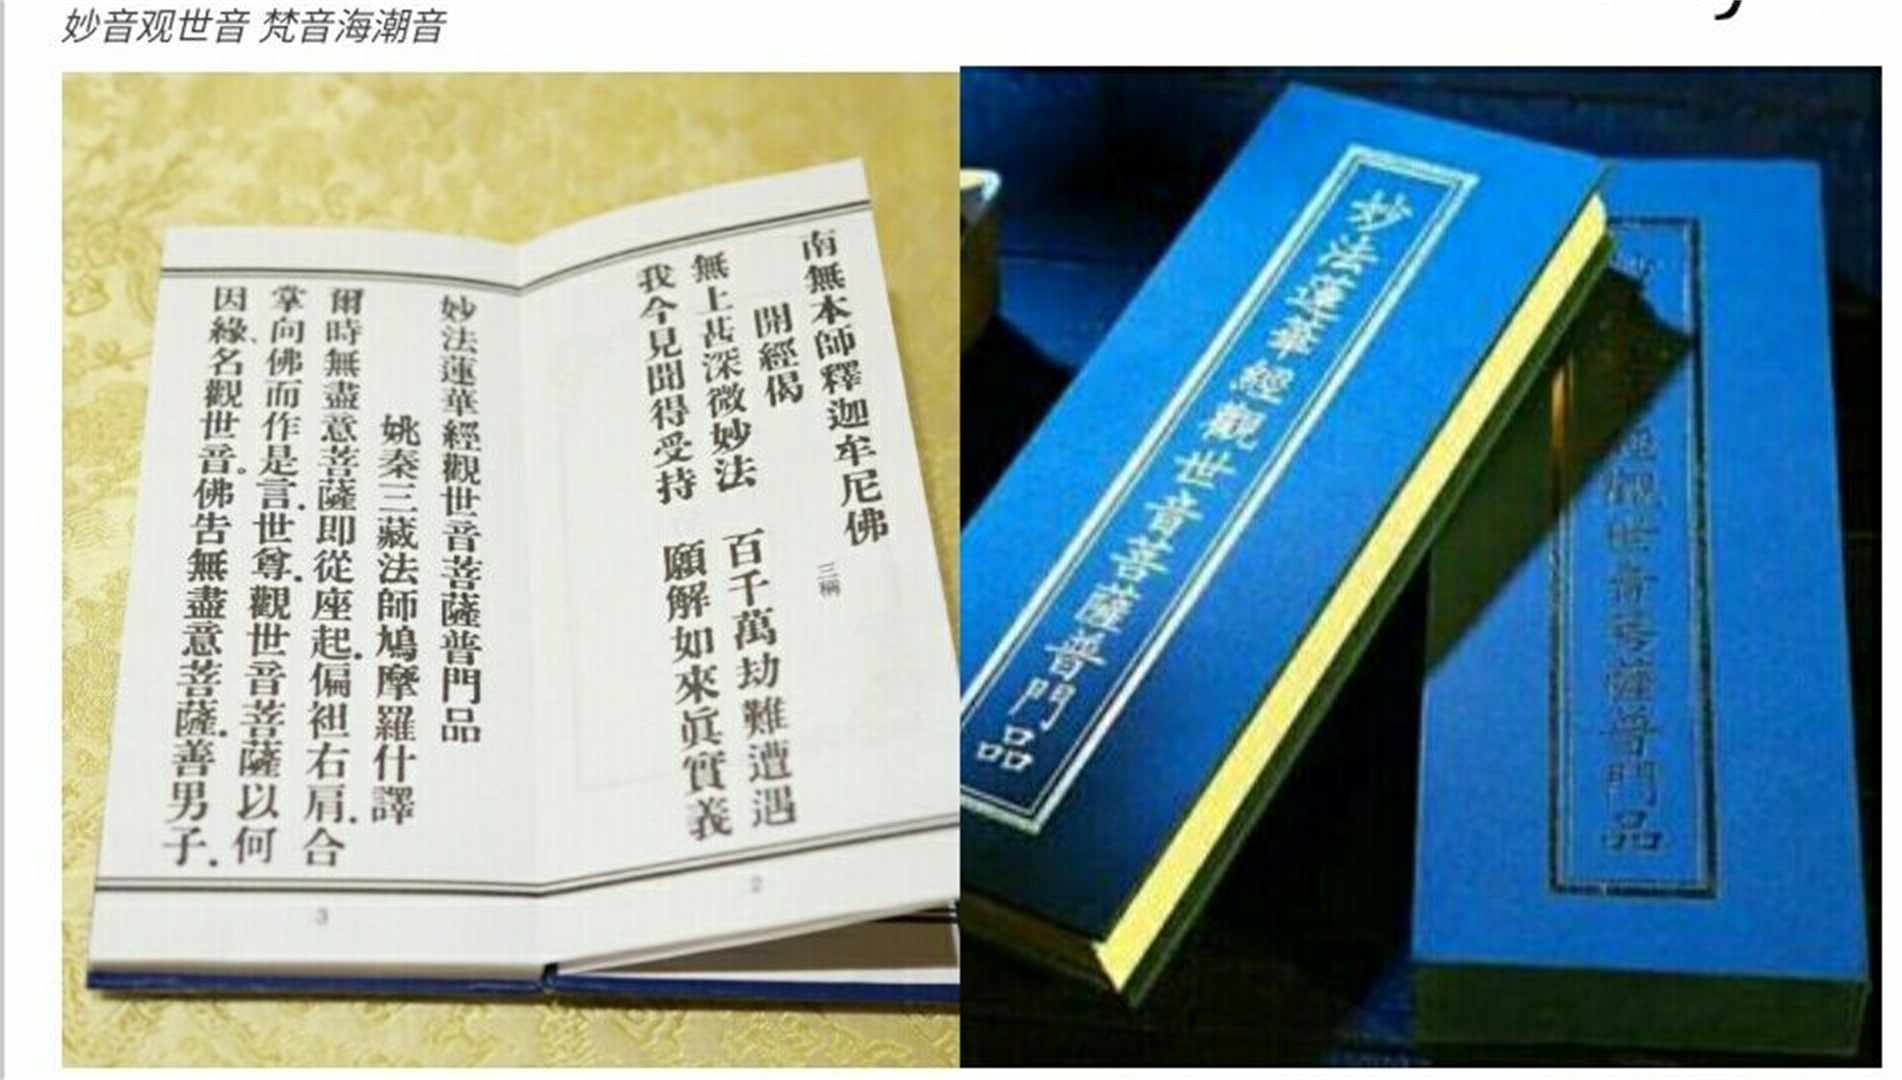 妙音观世音 梵音海潮音
南無本師釋迦牟尼佛 三稱
開經偈
無上甚深微妙法 百千萬劫難遭遇
我今見聞得受持 願解如來眞實義
2
妙法蓮華經觀世音菩薩普門品
姚秦三藏法師鳩摩羅什譯
爾時無盡意菩薩即從座起.偏袒右肩.合
掌向佛而作是言.世尊.觀世音菩薩以何
因緣名觀世音。佛告無盡意菩薩.善男子.
3
妙法蓮華經觀世音菩薩普門品
經觀世音菩薩普門品